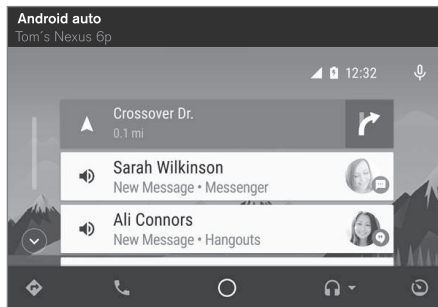 Android auto
Tom´s Nexus 6p
12:32
Crossover Dr.
0.1 mi
Sarah Wilkinson
New Message • Messenger
Ali Connors
New Message • Hangouts